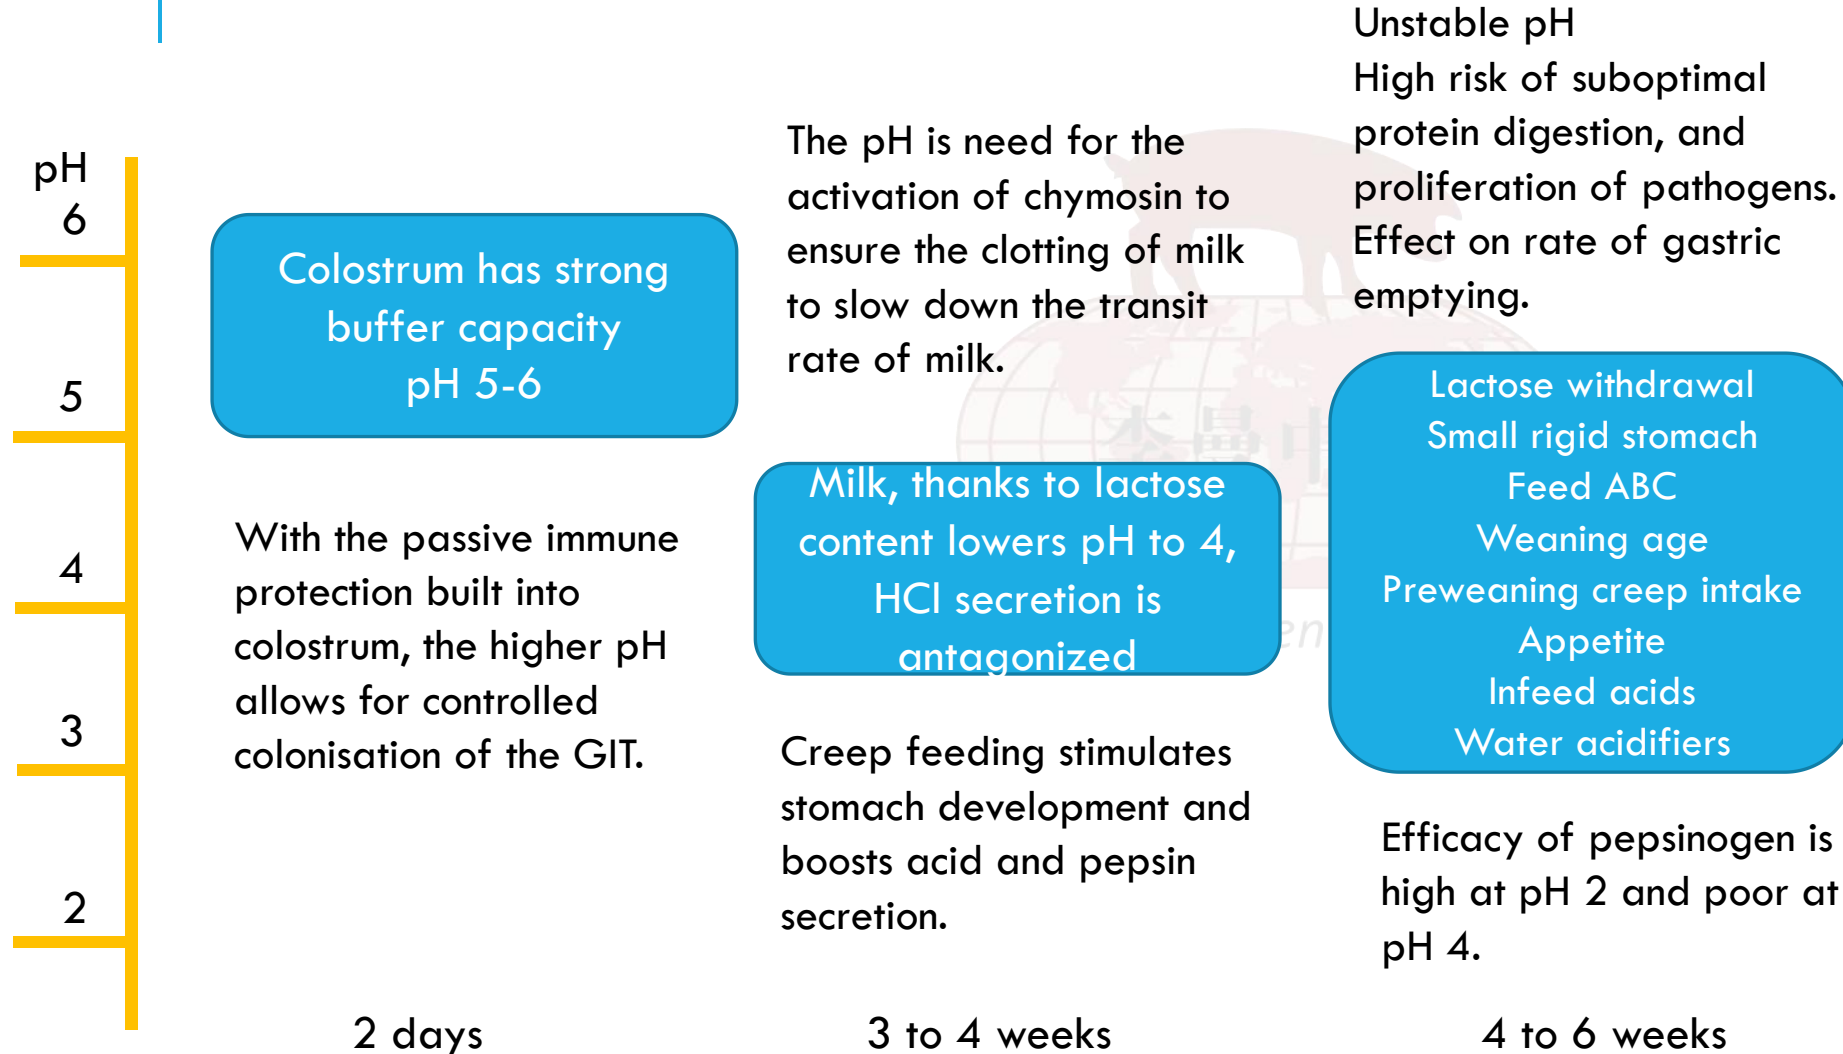 pH
6
5
4
3
2
Colostrum has strong
buffer capacity
pH 5-6
With the passive immune
protection built into
colostrum, the higher pH
allows for controlled
colonisation of the GIT.
2 days
The pH is need for the
activation of chymosin to
ensure the clotting of milk
to slow down the transit
rate of milk.
Milk, thanks to lactose
content lowers pH to 4,
HCl secretion is
antagonized
Creep feeding stimulates
stomach development and
boosts acid and pepsin
secretion.
3 to 4 weeks
Unstable pH
High risk of suboptimal
protein digestion, and
proliferation of pathogens.
Effect on rate of gastric
emptying.
Lactose withdrawal
Small rigid stomach
Feed ABC
Weaning age
Preweaning creep intake
Appetite
Infeed acids
Water acidifiers
Efficacy of pepsinogen is
high at pH 2 and poor at
pH 4.
4 to 6 weeks
李曼中